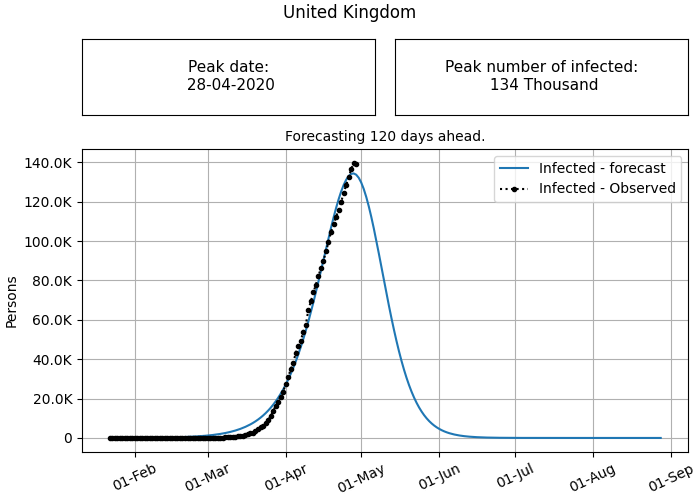 United Kingdom
Peak date:
28-04-2020
Peak number of infected:
134 Thousand
Forecasting 120 days ahead.
Infected - forecast
Infected - Observed
Persons
140.0K
120.0K
100.0K
80.0K
60.0K
40.0K
20.0K
0
01-Feb
01-Mar
01-Apr
01-May
01-Jun
01-Jul
01-Aug
01-Sep